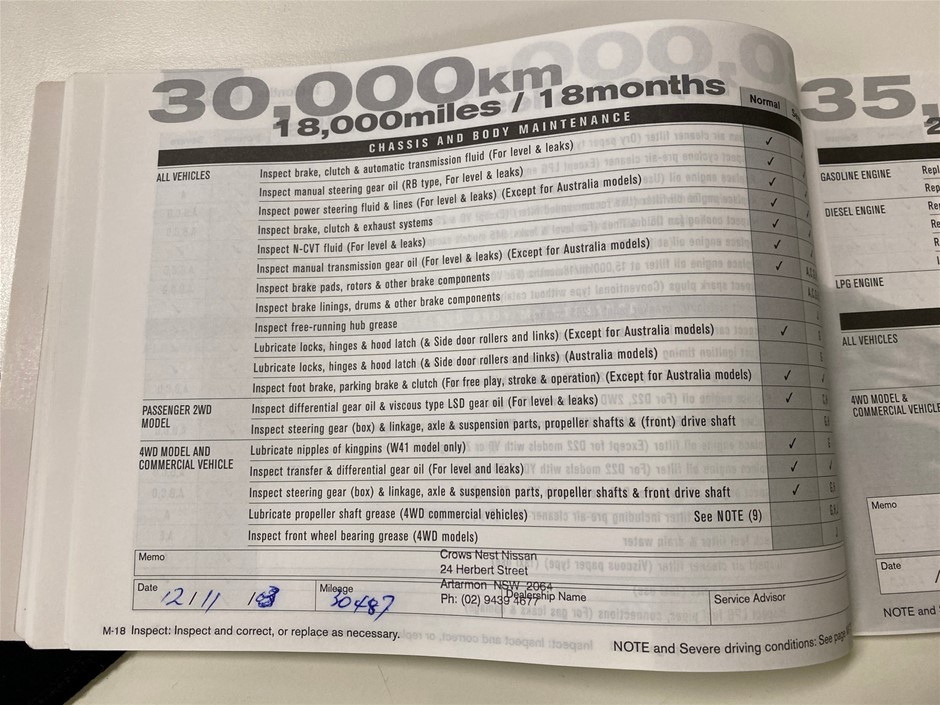 30,000km
18,000miles / 18months
Normal
CHASSIS AND BODY MAINTENANCE
ALL VEHICLES
Inspect brake, clutch & automatic transmission fluid (For level & leaks) ✓
Inspect manual steering gear oil (RB type, For level & leaks) ✓
Inspect power steering fluid & lines (For level & leaks) (Except for Australia models) ✓
Inspect brake, clutch & exhaust systems ✓
Inspect N-CVT fluid (For level & leaks) ✓
Inspect manual transmission gear oil (For level & leaks) (Except for Australia models) ✓
Inspect brake pads, rotors & other brake components ✓
Inspect brake linings, drums & other brake components
Inspect free-running hub grease
Lubricate locks, hinges & hood latch (& Side door rollers and links) (Except for Australia models) ✓
Lubricate locks, hinges & hood latch (& Side door rollers and links) (Australia models)
Inspect foot brake, parking brake & clutch (For free play, stroke & operation) (Except for Australia models) ✓
PASSENGER 2WD
MODEL
Inspect differential gear oil & viscous type LSD gear oil (For level & leaks) ✓
Inspect steering gear (box) & linkage, axle & suspension parts, propeller shafts & (front) drive shaft
4WD MODEL AND
COMMERCIAL VEHICLE
Lubricate nipples of kingpins (W41 model only) ✓
Inspect transfer & differential gear oil (For level and leaks) ✓
Inspect steering gear (box) & linkage, axle & suspension parts, propeller shafts & front drive shaft ✓
Lubricate propeller shaft grease (4WD commercial vehicles) See NOTE (9)
Inspect front wheel bearing grease (4WD models)
Memo
Crows Nest Nissan
24 Herbert Street
Artarmon NSW 2064
Ph: (02) 9439 4677
Date 12/11
Mileage 30487
Dealership Name
Service Advisor
M-18 Inspect: Inspect and correct, or replace as necessary.
NOTE and Severe driving conditions: See page
35,
GASOLINE ENGINE
DIESEL ENGINE
LPG ENGINE
ALL VEHICLES
4WD MODEL &
COMMERCIAL VEHICLE
Memo
Date
NOTE and